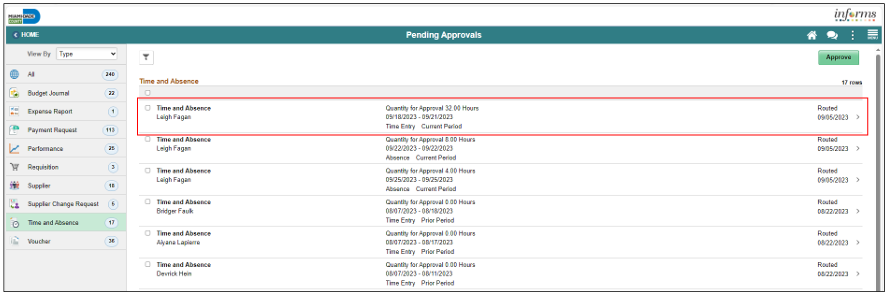 MIAMI-DADE
COUNTY
informs
HOME
Pending Approvals
MENU
View By Type
Approve
All 240
Budget Journal 22
Expense Report 1
Payment Request 113
Performance 25
Requisition 3
Supplier 18
Supplier Change Request 5
Time and Absence 17
Voucher 36
Time and Absence
17 rows
Time and Absence
Leigh Fagan
Quantity for Approval 32.00 Hours
09/18/2023 - 09/21/2023
Time Entry Current Period
Routed
09/05/2023
Time and Absence
Leigh Fagan
Quantity for Approval 8.00 Hours
09/22/2023 - 09/22/2023
Absence Current Period
Routed
09/05/2023
Time and Absence
Leigh Fagan
Quantity for Approval 4.00 Hours
09/25/2023 - 09/25/2023
Absence Current Period
Routed
09/05/2023
Time and Absence
Bridger Faulk
Quantity for Approval 0.00 Hours
08/07/2023 - 08/18/2023
Time Entry Prior Period
Routed
08/22/2023
Time and Absence
Alyana Lapierre
Quantity for Approval 0.00 Hours
08/07/2023 - 08/17/2023
Time Entry Prior Period
Routed
08/22/2023
Time and Absence
Devrick Hein
Quantity for Approval 0.00 Hours
08/07/2023 - 08/11/2023
Time Entry Prior Period
Routed
08/22/2023